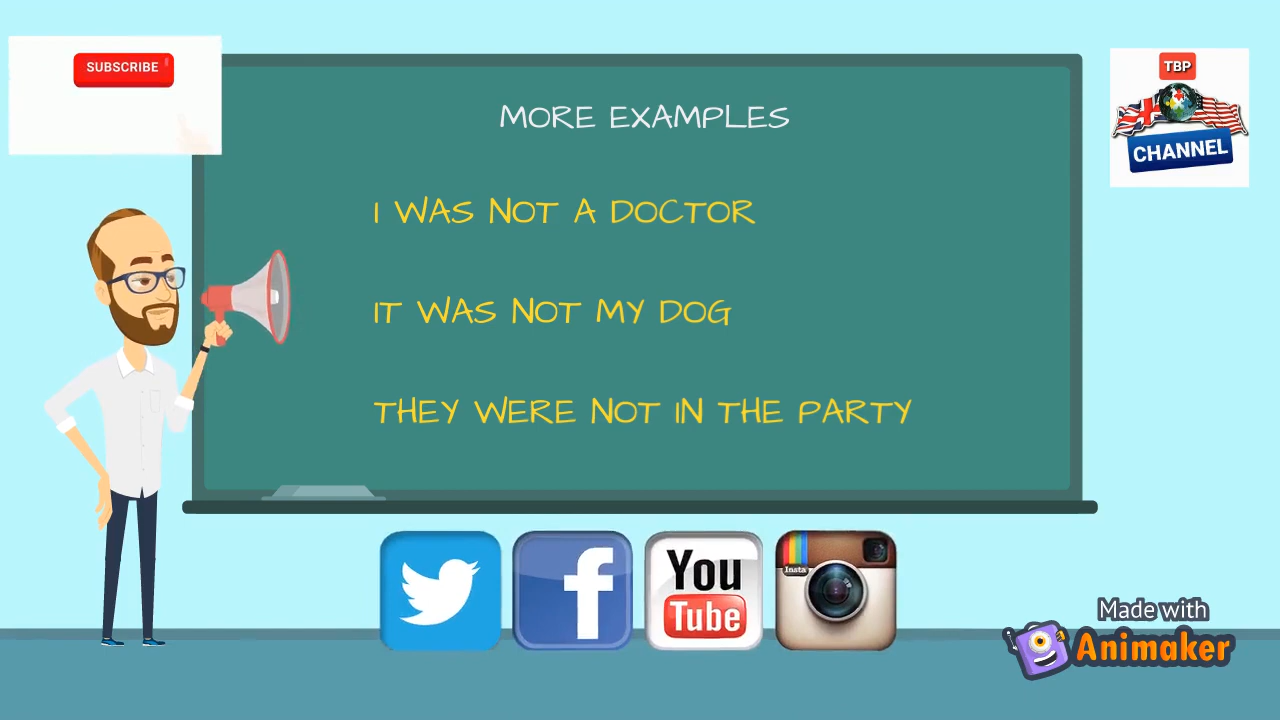 SUBSCRIBE
TBP
CHANNEL
MORE EXAMPLES
I WAS NOT A DOCTOR
IT WAS NOT MY DOG
THEY WERE NOT IN THE PARTY
f
You
Tube
Insta
Made with
Animaker